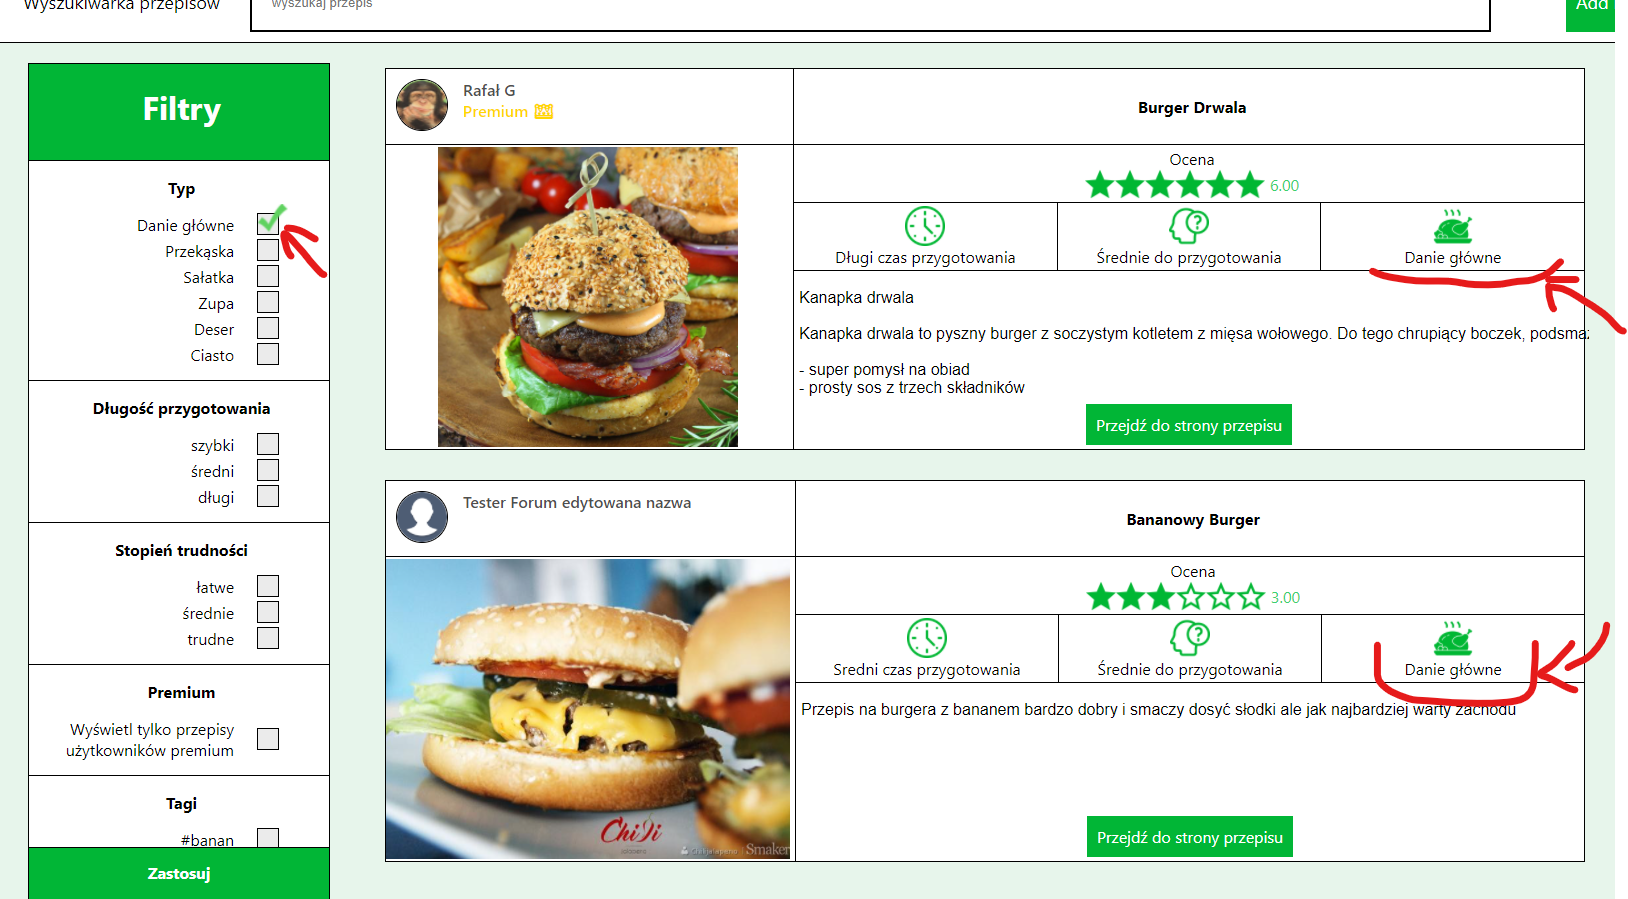 Wyszukiwarka przepisów
wyszukaj przepis
Add
Filtry
Typ
Danie główne
Przekąska
Sałatka
Zupa
Deser
Ciasto
Długość przygotowania
szybki
średni
długi
Stopień trudności
łatwe
średnie
trudne
Premium
Wyświetl tylko przepisy
użytkowników premium
Tagi
#banan
Zastosuj
Rafał G
Premium
Burger Drwala
Ocena
6.00
Długi czas przygotowania
Średnie do przygotowania
Danie główne
Kanapka drwala
Kanapka drwala to pyszny burger z soczystym kotletem z mięsa wołowego. Do tego chrupiący boczek, podsmaż
- super pomysł na obiad
- prosty sos z trzech składników
Przejdź do strony przepisu
Tester Forum edytowana nazwa
Bananowy Burger
Ocena
3.00
Sredni czas przygotowania
Średnie do przygotowania
Danie główne
Przepis na burgera z bananem bardzo dobry i smaczy dosyć słodki ale jak najbardziej warty zachodu
Przejdź do strony przepisu
Smaker